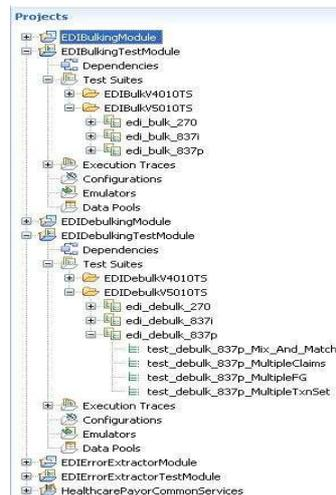 Projects
EDIBulkingModule
EDIBulkingTestModule
Dependencies
Test Suites
EDIBulkV4010TS
EDIBulkV5010TS
edi_bulk_270
edi_bulk_837i
edi_bulk_837p
Execution Traces
Configurations
Emulators
Data Pools
EDIDebulkingModule
EDIDebulkingTestModule
Dependencies
Test Suites
EDIDebulkV4010TS
EDIDebulkV5010TS
edi_debulk_270
edi_debulk_837i
edi_debulk_837p
test_debulk_837p_Mix_And_Match
test_debulk_837p_MultipleClaims
test_debulk_837p_MultipleFG
test_debulk_837p_MultipleTxnSet
Execution Traces
Configurations
Emulators
Data Pools
EDIErrorExtractorModule
EDIErrorExtractorTestModule
HealthcarePayorCommonServices